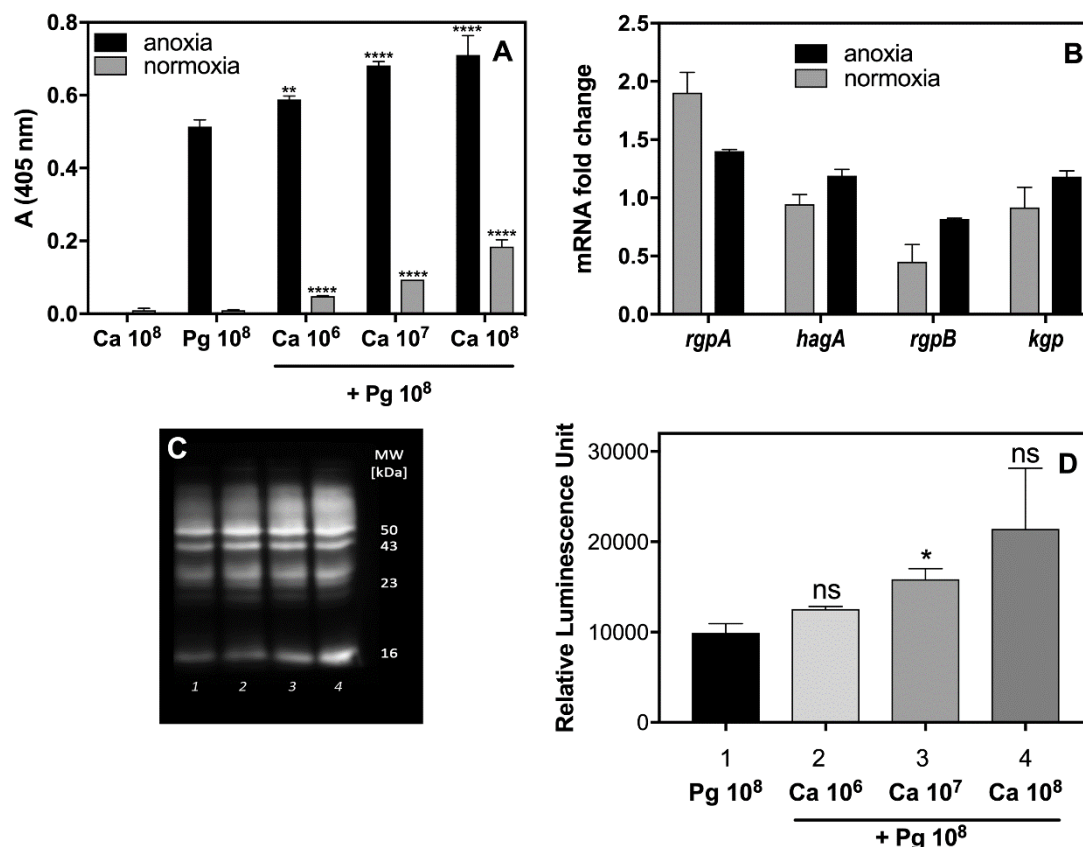 A
A (405 nm)
0.8
0.6
0.4
0.2
0.0
anoxia
normoxia
**
****
****
****
****
****
Ca 10⁸
Pg 10⁸
Ca 10⁶
Ca 10⁷
Ca 10⁸
+ Pg 10⁸
B
mRNA fold change
2.5
2.0
1.5
1.0
0.5
0.0
anoxia
normoxia
rgpA
hagA
rgpB
kgp
C
MW
[kDa]
50
43
23
16
1 2 3 4
D
Relative Luminescence Unit
30000
20000
10000
0
ns
*
ns
1 2 3 4
Pg 10⁸ Ca 10⁶ Ca 10⁷ Ca 10⁸
+ Pg 10⁸